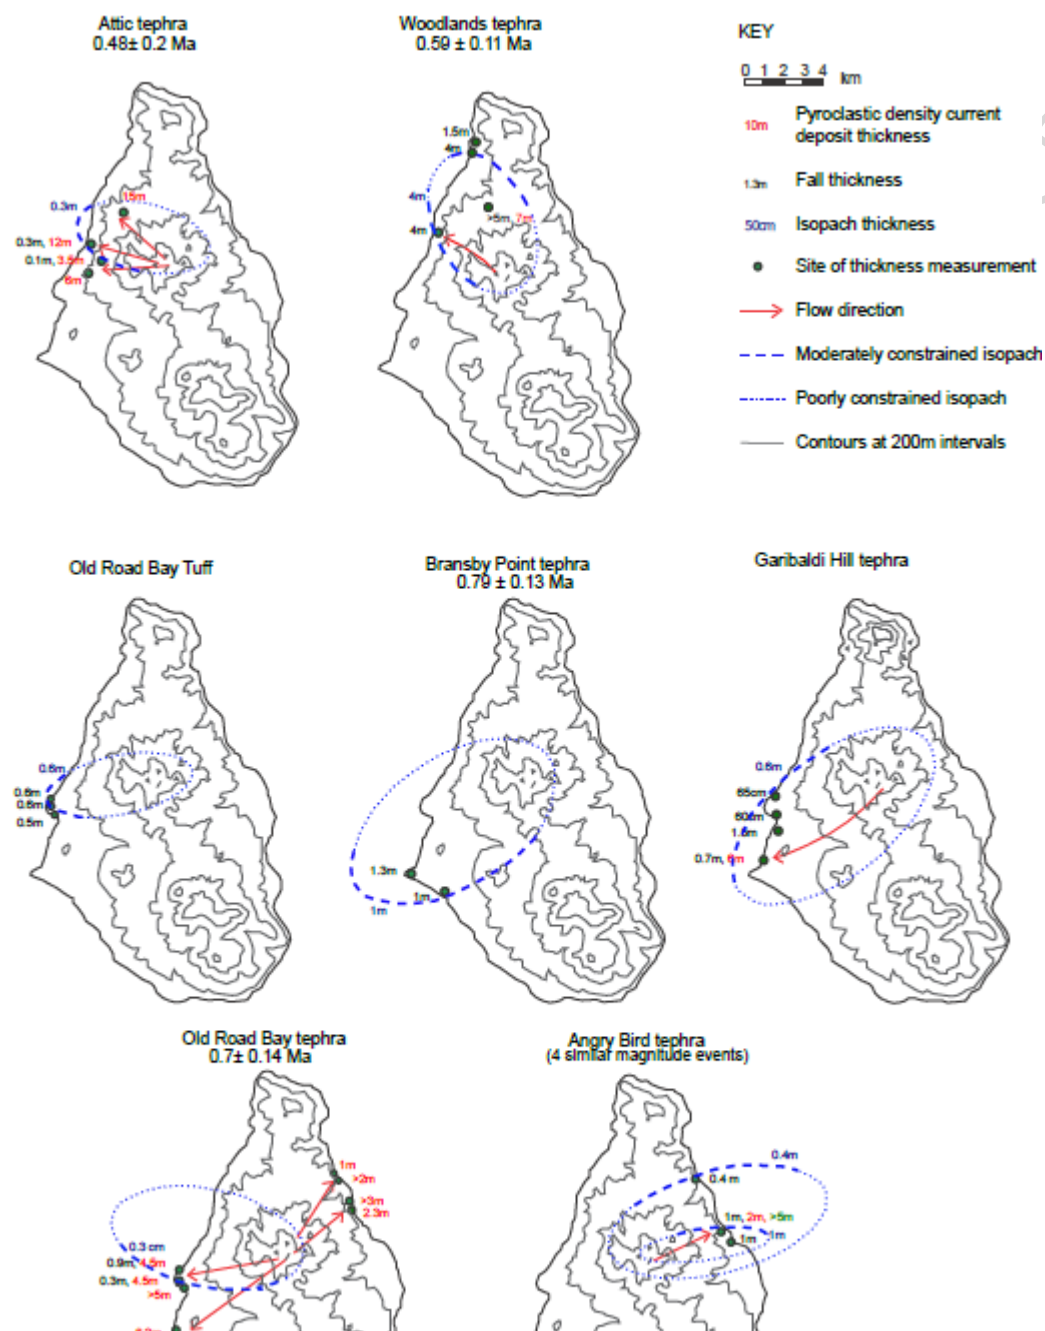 Attic tephra
0.48± 0.2 Ma
Woodlands tephra
0.59 ± 0.11 Ma
KEY
0 1 2 3 4 km
10m Pyroclastic density current
deposit thickness
1.3m Fall thickness
50cm Isopach thickness
Site of thickness measurement
Flow direction
Moderately constrained isopach
Poorly constrained isopach
Contours at 200m intervals
15m
0.3m
0.3m, 12m
0.1m, 3.5m
6m
1.5m
4m
4m
>5m, 7m
4m
Old Road Bay Tuff
Bransby Point tephra
0.79 ± 0.13 Ma
Garibaldi Hill tephra
0.6m
0.6m
0.6m
0.5m
1.3m
1m
1m
0.6m
65cm
60cm
0.7m, 6m
Old Road Bay tephra
0.7± 0.14 Ma
Angry Bird tephra
(4 similar magnitude events)
1m
>2m
>3m
2.3m
0.3 cm
0.9m, 4.5m
0.3m, 4.5m
>5m
0.4m
0.4 m
1m, 2m, >5m
1m
1m